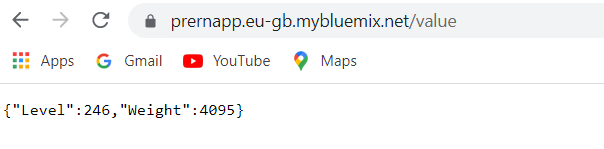 prernapp.eu-gb.mybluemix.net/value
Apps Gmail YouTube Maps
{"Level":246,"Weight":4095}